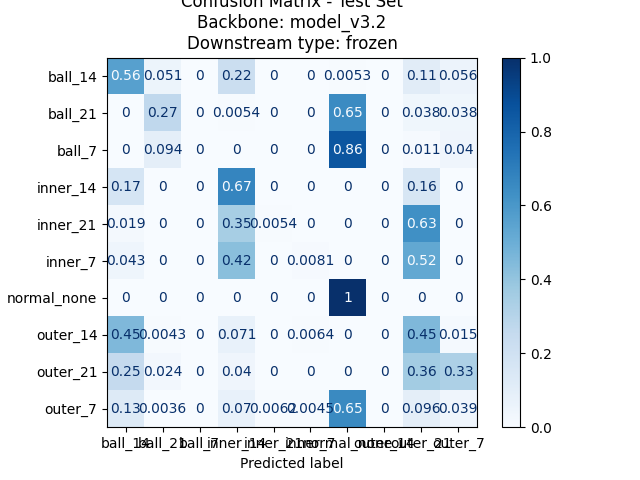 Confusion Matrix - Test Set
Backbone: model_v3.2
Downstream type: frozen
ball_14 0.56 0.051 0 0.22 0 0 0.0053 0 0.11 0.056 1.0
ball_21 0 0.27 0 0.0054 0 0 0.65 0 0.038 0.038
ball_7 0 0.094 0 0 0 0 0.86 0 0.011 0.04 0.8
inner_14 0.17 0 0 0.67 0 0 0 0 0.16 0
inner_21 0.019 0 0 0.35 0.0054 0 0 0 0.63 0 0.6
inner_7 0.043 0 0 0.42 0 0.0081 0 0 0.52 0
normal_none 0 0 0 0 0 0 1 0 0 0 0.4
outer_14 0.45 0.0043 0 0.071 0 0.0064 0 0 0.45 0.015
outer_21 0.25 0.024 0 0.04 0 0 0 0 0.36 0.33 0.2
outer_7 0.13 0.0036 0 0.07 0.0062 0.0045 0.65 0 0.096 0.039 0.0
ball_14 ball_21 ball_7 inner_14 inner_21 inner_7 normal_none outer_14 outer_21 outer_7
Predicted label